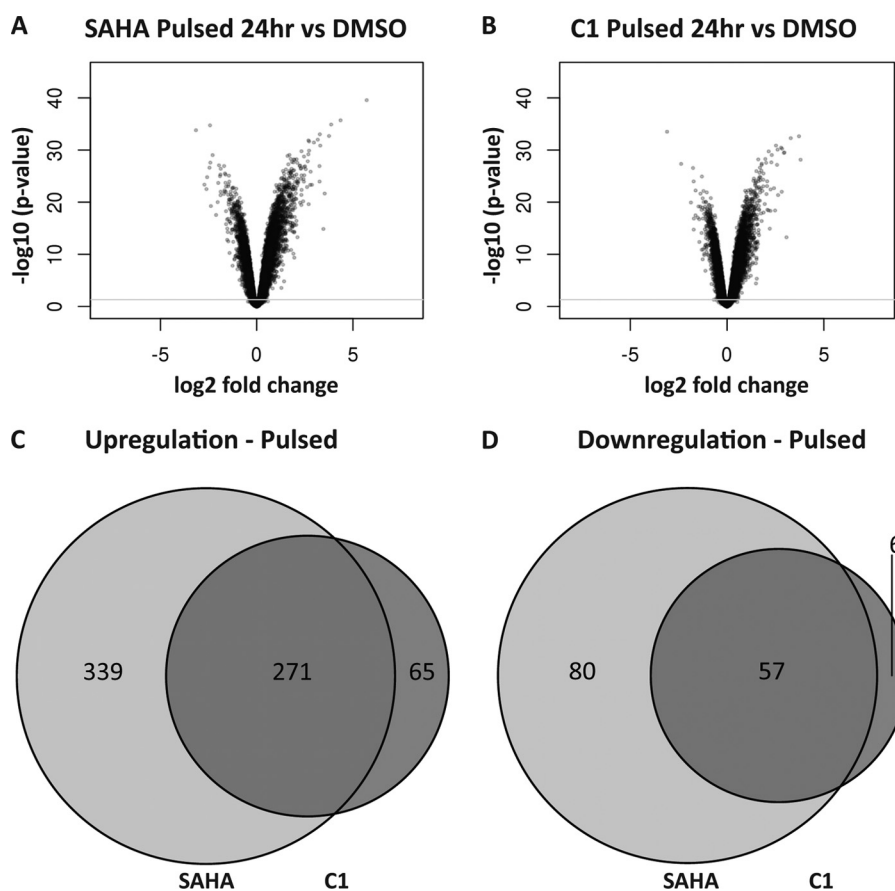 A SAHA Pulsed 24hr vs DMSO
-log10 (p-value)
40
30
20
10
0
-5 0 5
log2 fold change
B C1 Pulsed 24hr vs DMSO
-log10 (p-value)
40
30
20
10
0
-5 0 5
log2 fold change
C Upregulation - Pulsed
339 271 65
SAHA C1
D Downregulation - Pulsed
80 57
SAHA C1